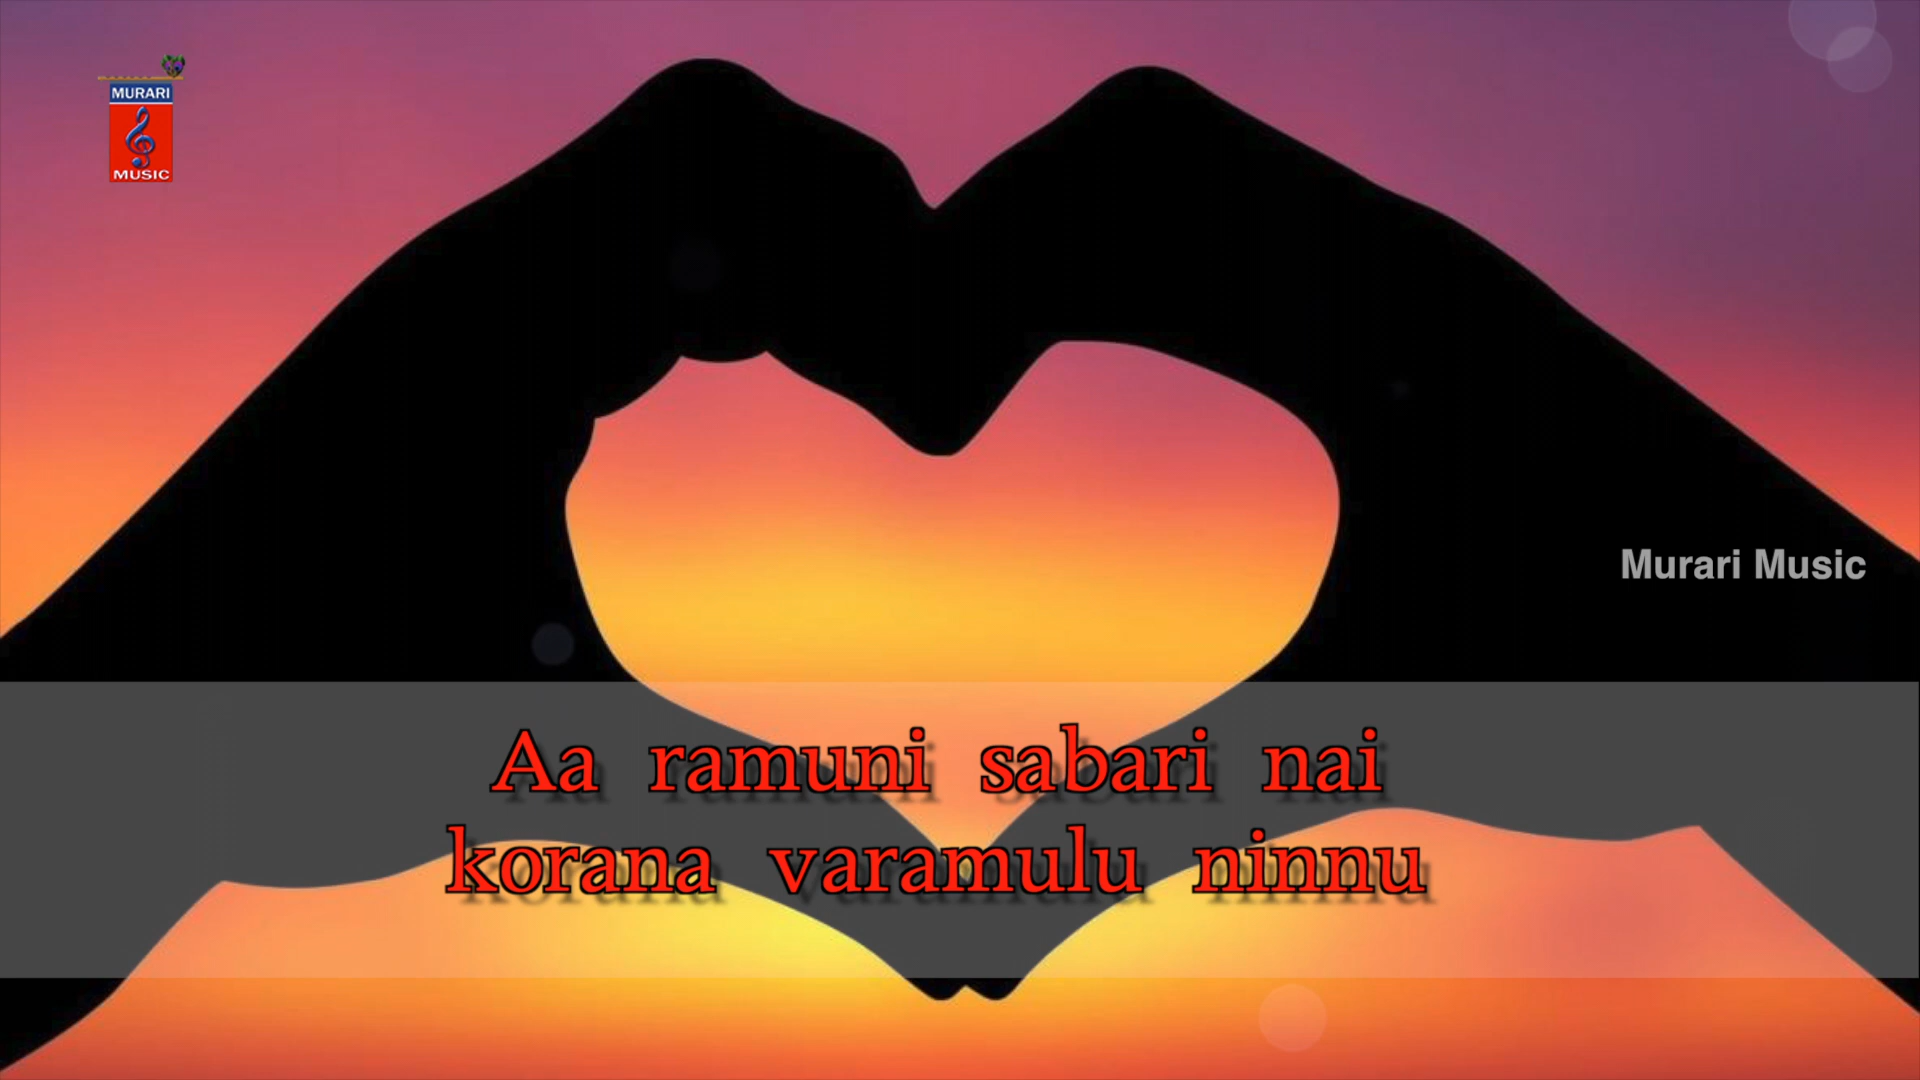 MURARI
MUSIC
Murari Music
Aa ramuni sabari nai
korana varamulu ninnu